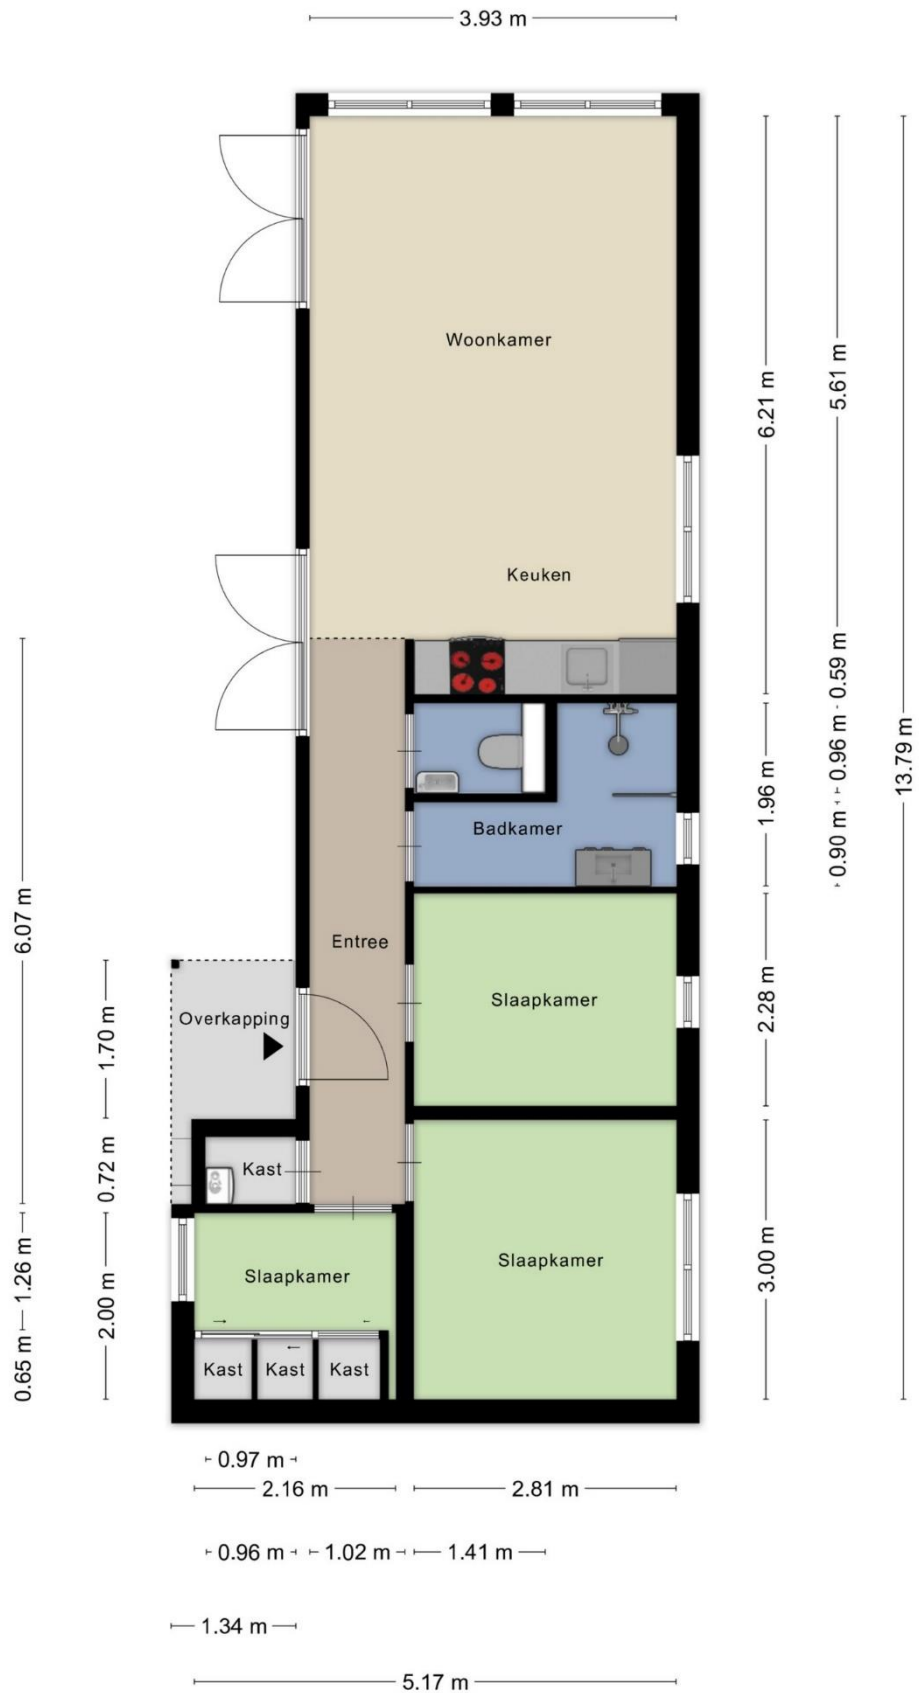 3.93 m
Woonkamer
6.21 m
5.61 m
Keuken
0.59 m
0.96 m
0.90 m
13.79 m
1.96 m
Badkamer
6.07 m
Entree
Slaapkamer
2.28 m
Overkapping
1.70 m
Kast
0.72 m
Slaapkamer
3.00 m
Slaapkamer
1.26 m
2.00 m
0.65 m
Kast Kast Kast
0.97 m
2.16 m 2.81 m
0.96 m 1.02 m 1.41 m
1.34 m
5.17 m